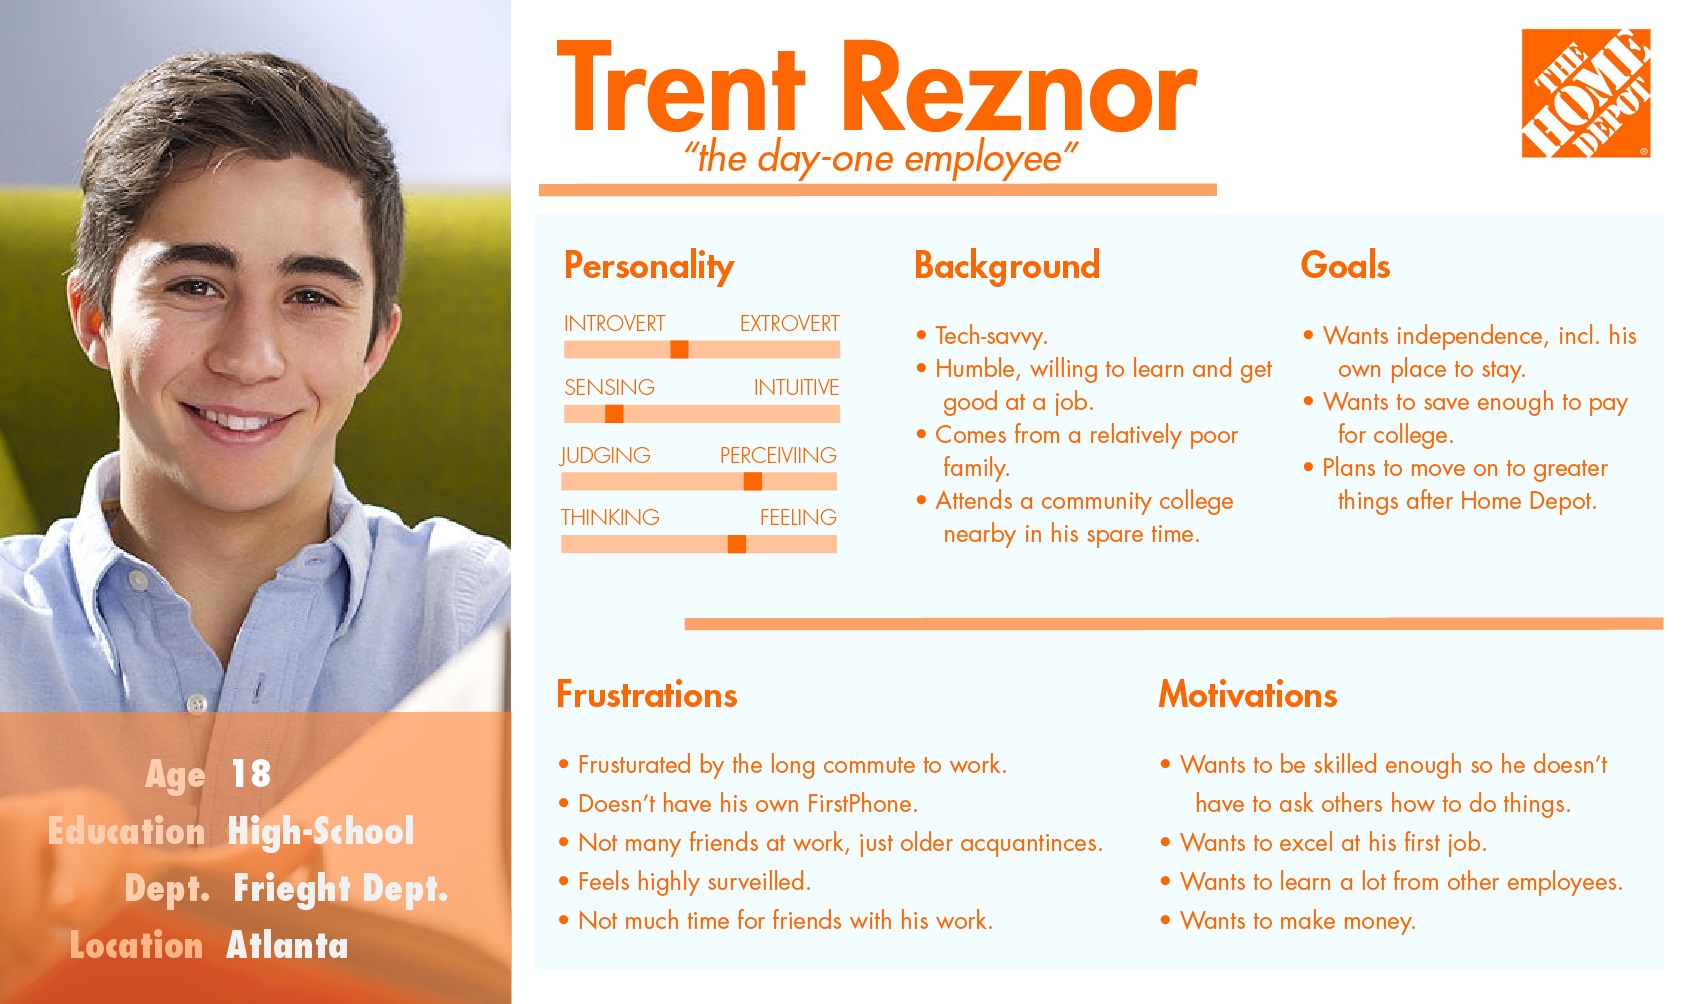 Trent Reznor
“the day-one employee”
THE
HOME
DEPOT
®
Personality
INTROVERT EXTROVERT
SENSING INTUITIVE
JUDGING PERCEIVIING
THINKING FEELING
Background
• Tech-savvy.
• Humble, willing to learn and get
good at a job.
• Comes from a relatively poor
family.
• Attends a community college
nearby in his spare time.
Goals
• Wants independence, incl. his
own place to stay.
• Wants to save enough to pay
for college.
• Plans to move on to greater
things after Home Depot.
Frustrations
• Frusturated by the long commute to work.
• Doesn’t have his own FirstPhone.
• Not many friends at work, just older acquantinces.
• Feels highly surveilled.
• Not much time for friends with his work.
Motivations
• Wants to be skilled enough so he doesn’t
have to ask others how to do things.
• Wants to excel at his first job.
• Wants to learn a lot from other employees.
• Wants to make money.
Age 18
Education High-School
Dept. Frieght Dept.
Location Atlanta